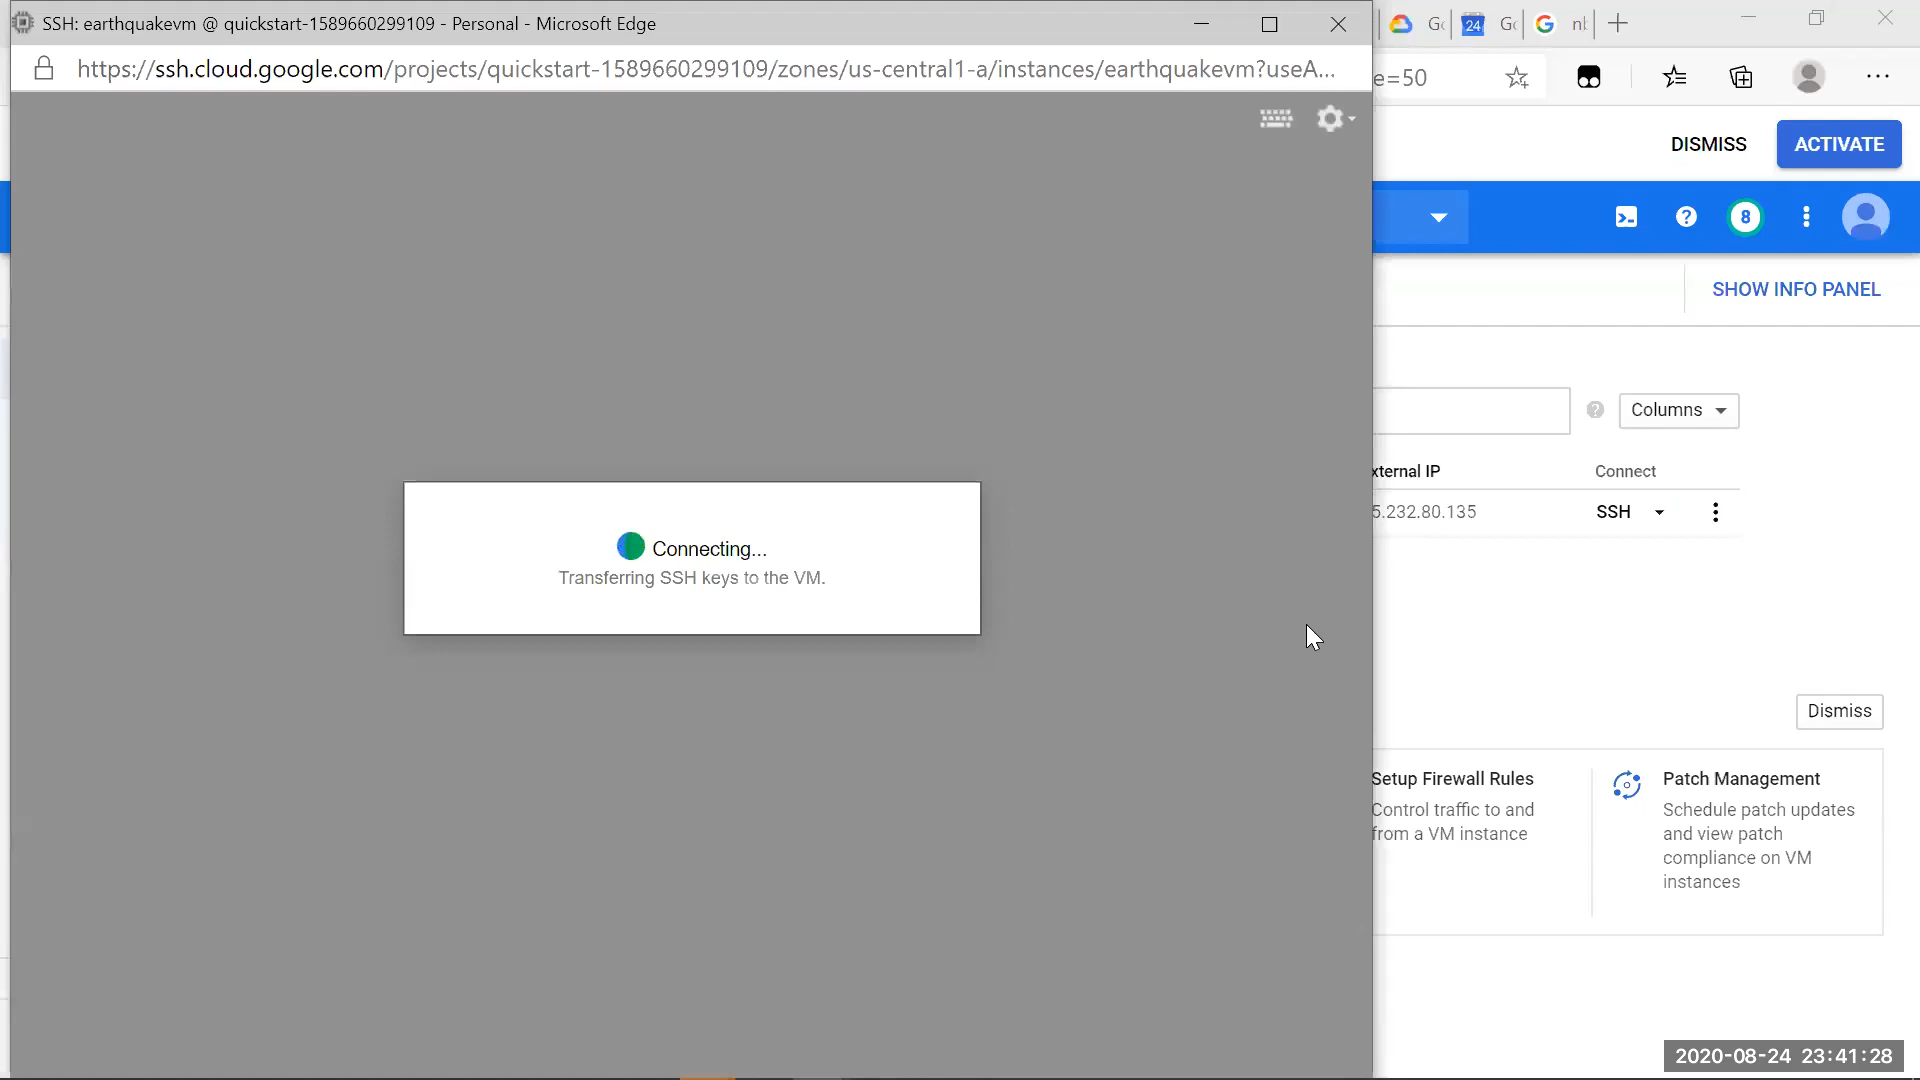 SSH: earthquakevm @ quickstart-1589660299109 - Personal - Microsoft Edge
https://ssh.cloud.google.com/projects/quickstart-1589660299109/zones/us-central1-a/instances/earthquakevm?useA...
24
e=50
DISMISS
ACTIVATE
8
SHOW INFO PANEL
Columns
xternal IP
Connect
5.232.80.135
SSH
Connecting...
Transferring SSH keys to the VM.
Dismiss
Setup Firewall Rules
Control traffic to and
from a VM instance
Patch Management
Schedule patch updates
and view patch
compliance on VM
instances
2020-08-24 23:41:28